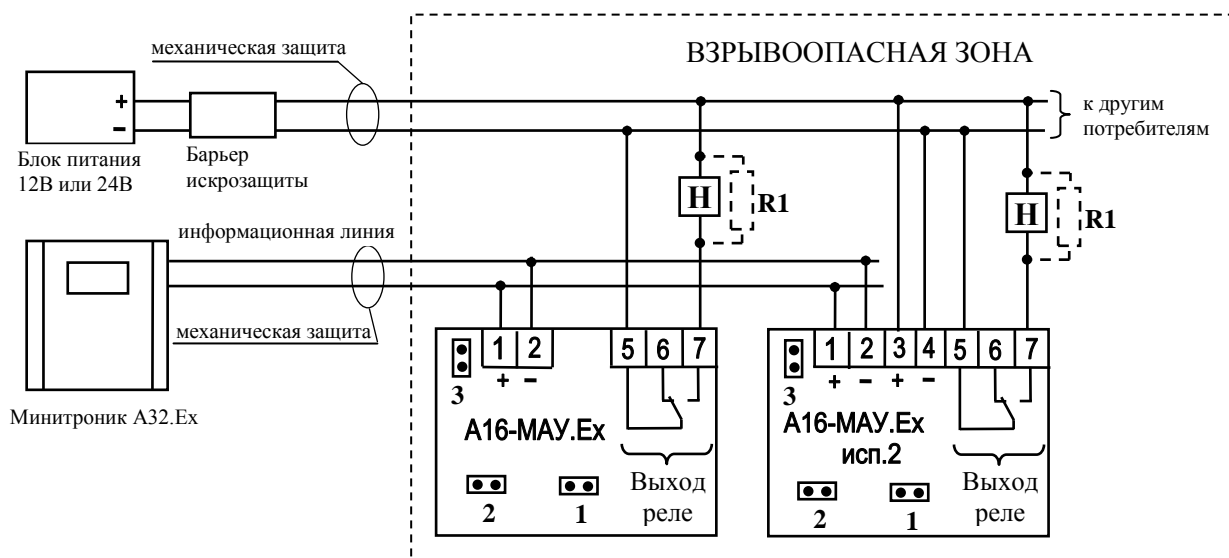 механическая защита
ВЗРЫВООПАСНАЯ ЗОНА
+
−
к другим
потребителям
Блок питания
12В или 24В
Барьер
искрозащиты
Н
R1
Н
R1
информационная линия
механическая защита
Минитроник А32.Ex
1 2 5 6 7
+ −
3
А16-МАУ.Ex
2
1
Выход
реле
1 2 3 4 5 6 7
+ − + −
3
А16-МАУ.Ex
исп.2
2
1
Выход
реле